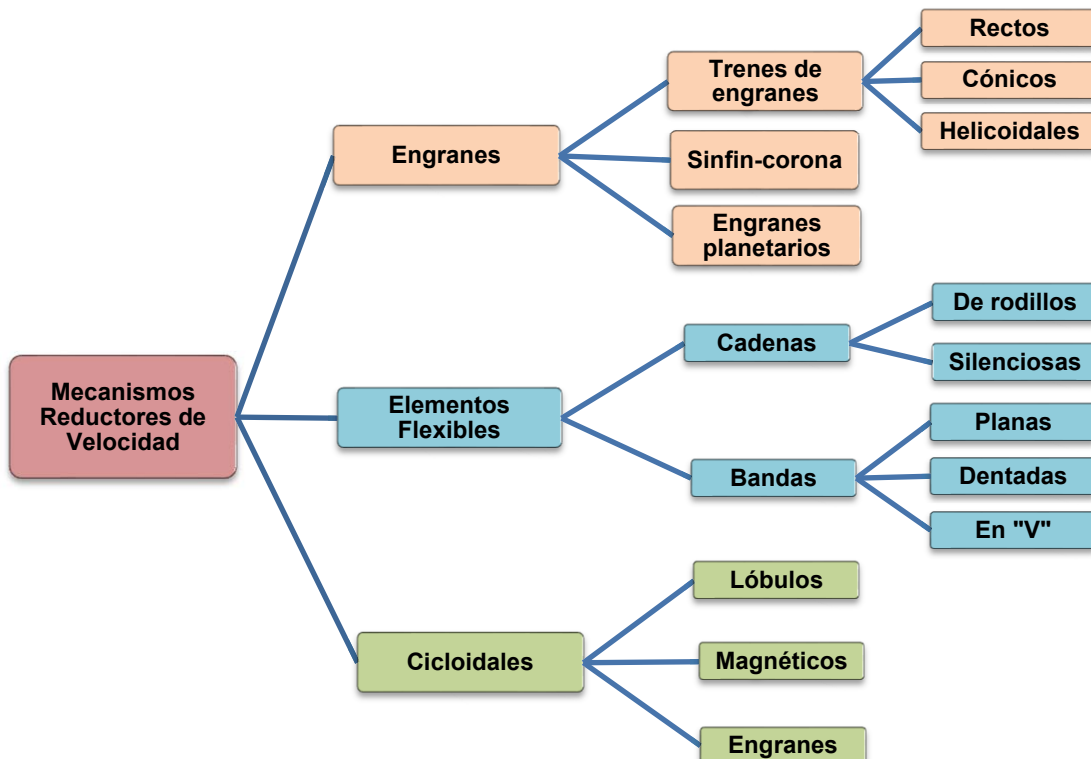 Mecanismos
Reductores de
Velocidad
Engranes
Trenes de
engranes
Rectos
Cónicos
Helicoidales
Sinfin-corona
Engranes
planetarios
Elementos
Flexibles
Cadenas
De rodillos
Silenciosas
Bandas
Planas
Dentadas
En "V"
Cicloidales
Lóbulos
Magnéticos
Engranes